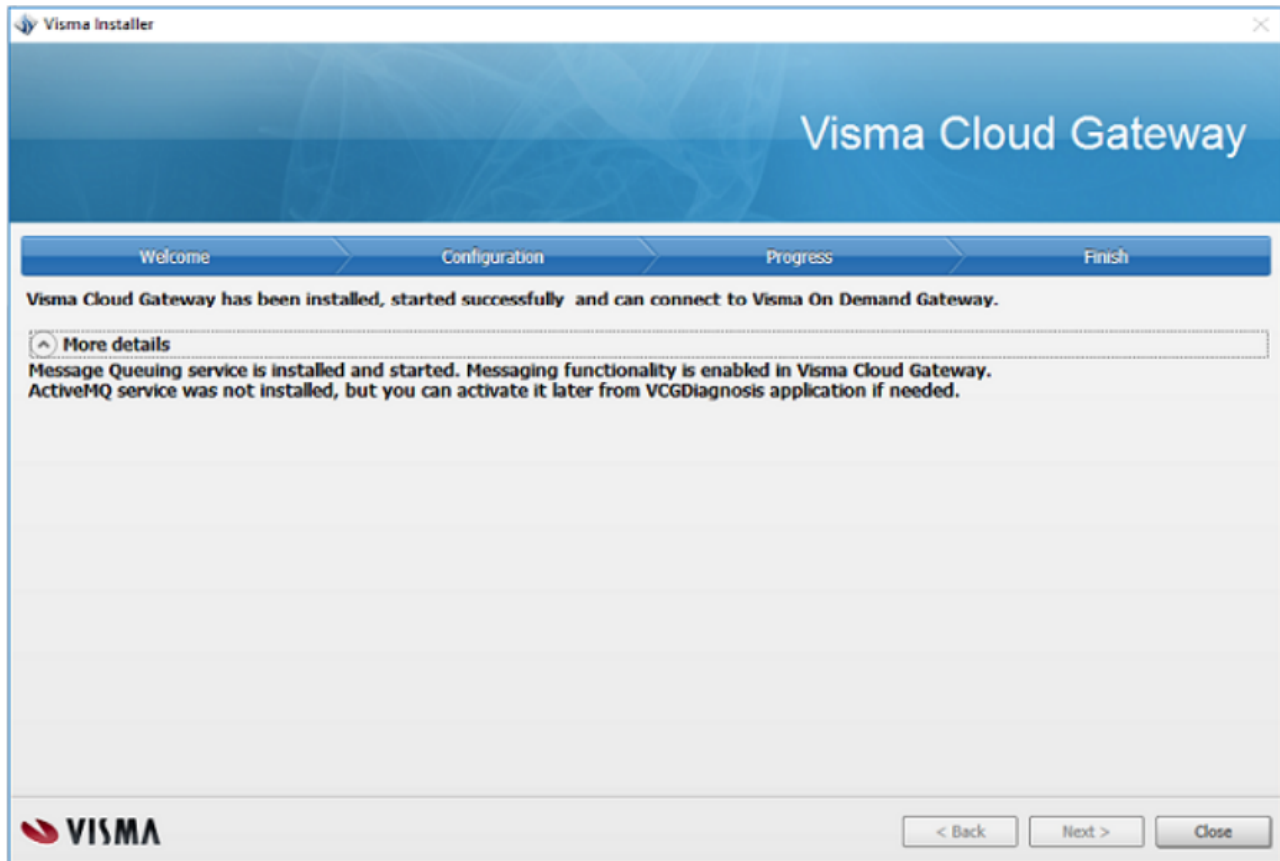 Visma Installer
Visma Cloud Gateway
Welcome Configuration Progress Finish
Visma Cloud Gateway has been installed, started successfully  and can connect to Visma On Demand Gateway.
More details
Message Queuing service is installed and started. Messaging functionality is enabled in Visma Cloud Gateway.
ActiveMQ service was not installed, but you can activate it later from VCGDiagnosis application if needed.
VISMA
< Back Next > Close